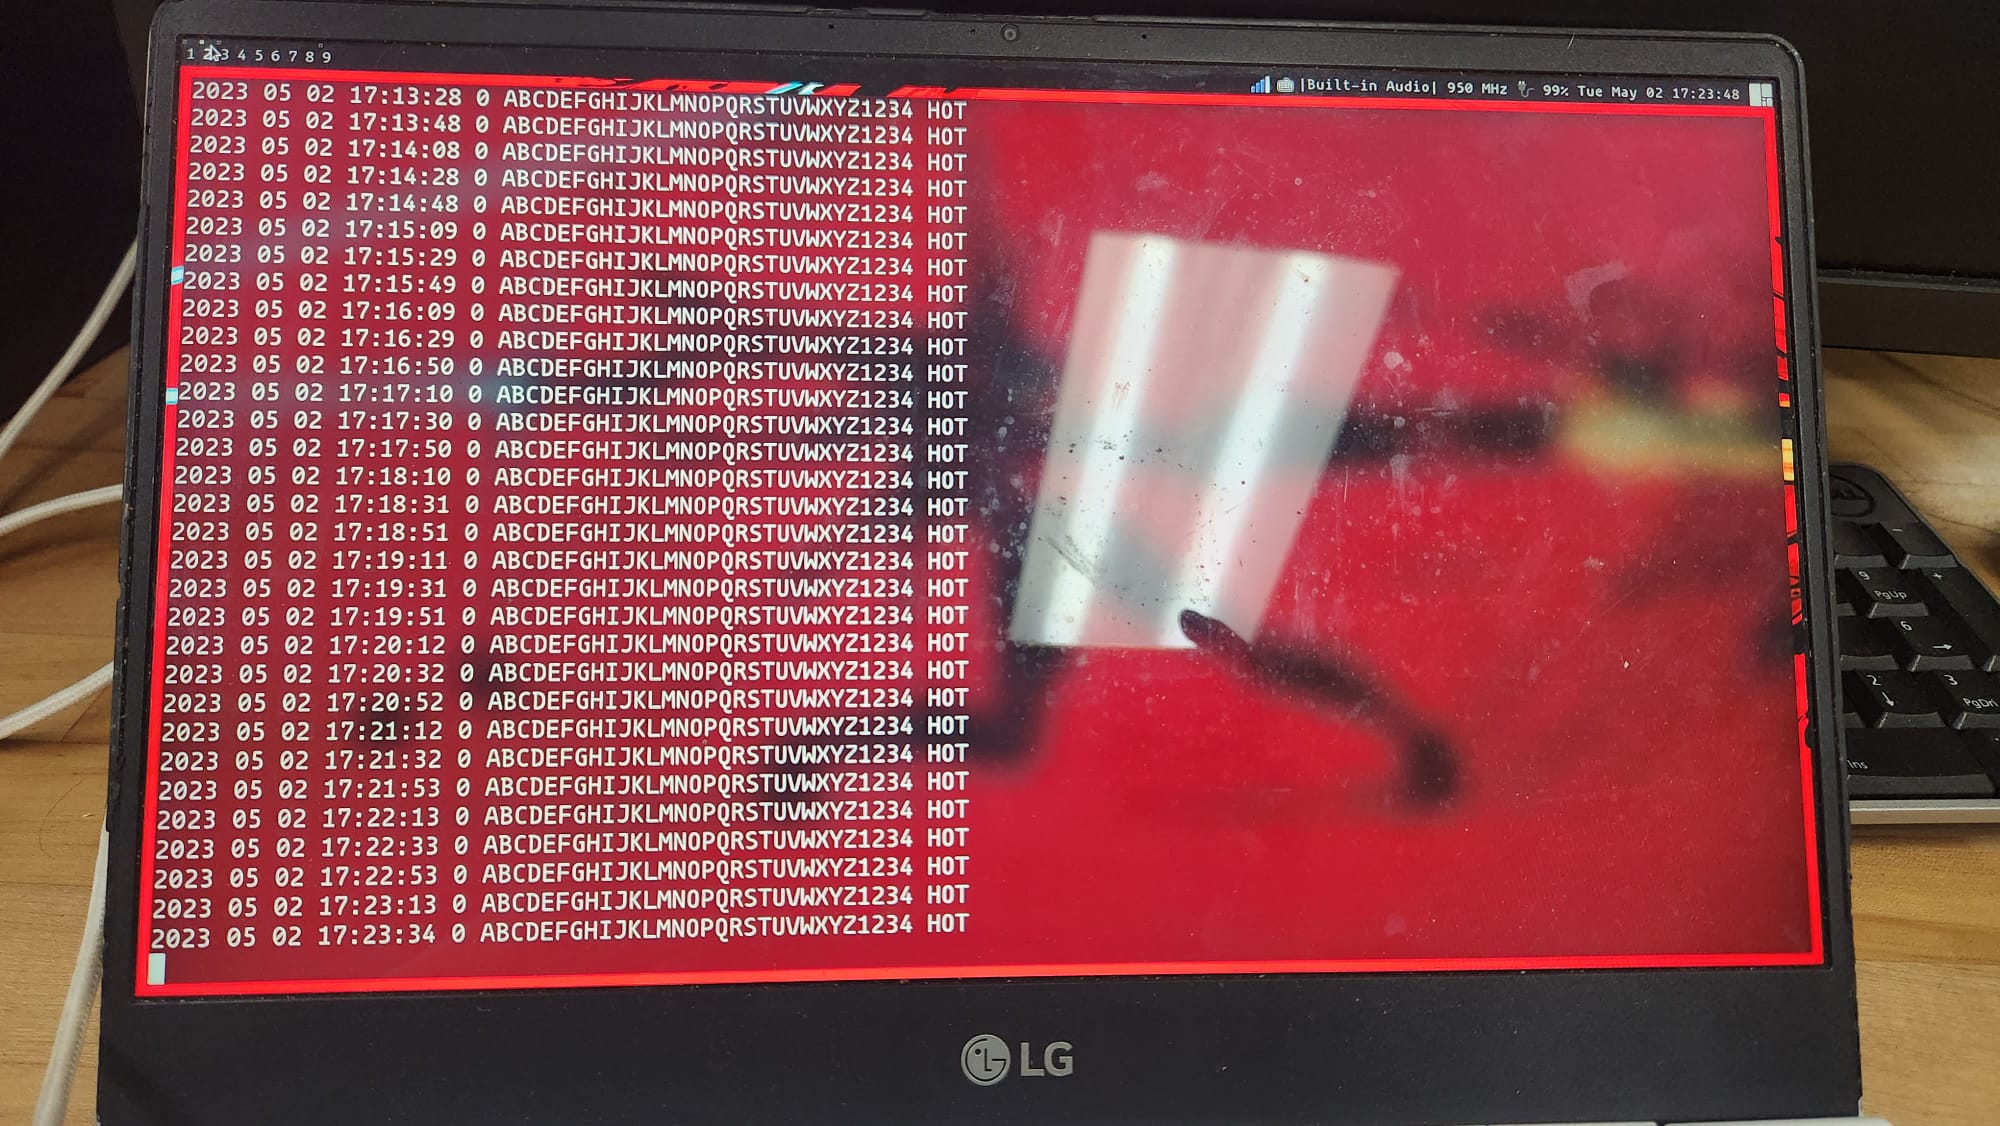 1 2 3 4 5 6 7 8 9
|Built-in Audio| 950 MHz 99% Tue May 02 17:23:48
2023 05 02 17:13:28 0 ABCDEFGHIJKLMNOPQRSTUVWXYZ1234 HOT
2023 05 02 17:13:48 0 ABCDEFGHIJKLMNOPQRSTUVWXYZ1234 HOT
2023 05 02 17:14:08 0 ABCDEFGHIJKLMNOPQRSTUVWXYZ1234 HOT
2023 05 02 17:14:28 0 ABCDEFGHIJKLMNOPQRSTUVWXYZ1234 HOT
2023 05 02 17:14:48 0 ABCDEFGHIJKLMNOPQRSTUVWXYZ1234 HOT
2023 05 02 17:15:09 0 ABCDEFGHIJKLMNOPQRSTUVWXYZ1234 HOT
2023 05 02 17:15:29 0 ABCDEFGHIJKLMNOPQRSTUVWXYZ1234 HOT
2023 05 02 17:15:49 0 ABCDEFGHIJKLMNOPQRSTUVWXYZ1234 HOT
2023 05 02 17:16:09 0 ABCDEFGHIJKLMNOPQRSTUVWXYZ1234 HOT
2023 05 02 17:16:29 0 ABCDEFGHIJKLMNOPQRSTUVWXYZ1234 HOT
2023 05 02 17:16:50 0 ABCDEFGHIJKLMNOPQRSTUVWXYZ1234 HOT
2023 05 02 17:17:10 0 ABCDEFGHIJKLMNOPQRSTUVWXYZ1234 HOT
2023 05 02 17:17:30 0 ABCDEFGHIJKLMNOPQRSTUVWXYZ1234 HOT
2023 05 02 17:17:50 0 ABCDEFGHIJKLMNOPQRSTUVWXYZ1234 HOT
2023 05 02 17:18:10 0 ABCDEFGHIJKLMNOPQRSTUVWXYZ1234 HOT
2023 05 02 17:18:31 0 ABCDEFGHIJKLMNOPQRSTUVWXYZ1234 HOT
2023 05 02 17:18:51 0 ABCDEFGHIJKLMNOPQRSTUVWXYZ1234 HOT
2023 05 02 17:19:11 0 ABCDEFGHIJKLMNOPQRSTUVWXYZ1234 HOT
2023 05 02 17:19:31 0 ABCDEFGHIJKLMNOPQRSTUVWXYZ1234 HOT
2023 05 02 17:19:51 0 ABCDEFGHIJKLMNOPQRSTUVWXYZ1234 HOT
2023 05 02 17:20:12 0 ABCDEFGHIJKLMNOPQRSTUVWXYZ1234 HOT
2023 05 02 17:20:32 0 ABCDEFGHIJKLMNOPQRSTUVWXYZ1234 HOT
2023 05 02 17:20:52 0 ABCDEFGHIJKLMNOPQRSTUVWXYZ1234 HOT
2023 05 02 17:21:12 0 ABCDEFGHIJKLMNOPQRSTUVWXYZ1234 HOT
2023 05 02 17:21:32 0 ABCDEFGHIJKLMNOPQRSTUVWXYZ1234 HOT
2023 05 02 17:21:53 0 ABCDEFGHIJKLMNOPQRSTUVWXYZ1234 HOT
2023 05 02 17:22:13 0 ABCDEFGHIJKLMNOPQRSTUVWXYZ1234 HOT
2023 05 02 17:22:33 0 ABCDEFGHIJKLMNOPQRSTUVWXYZ1234 HOT
2023 05 02 17:22:53 0 ABCDEFGHIJKLMNOPQRSTUVWXYZ1234 HOT
2023 05 02 17:23:13 0 ABCDEFGHIJKLMNOPQRSTUVWXYZ1234 HOT
2023 05 02 17:23:34 0 ABCDEFGHIJKLMNOPQRSTUVWXYZ1234 HOT
LG
9
PgUp
+
6
2
3
PgDn
Ins